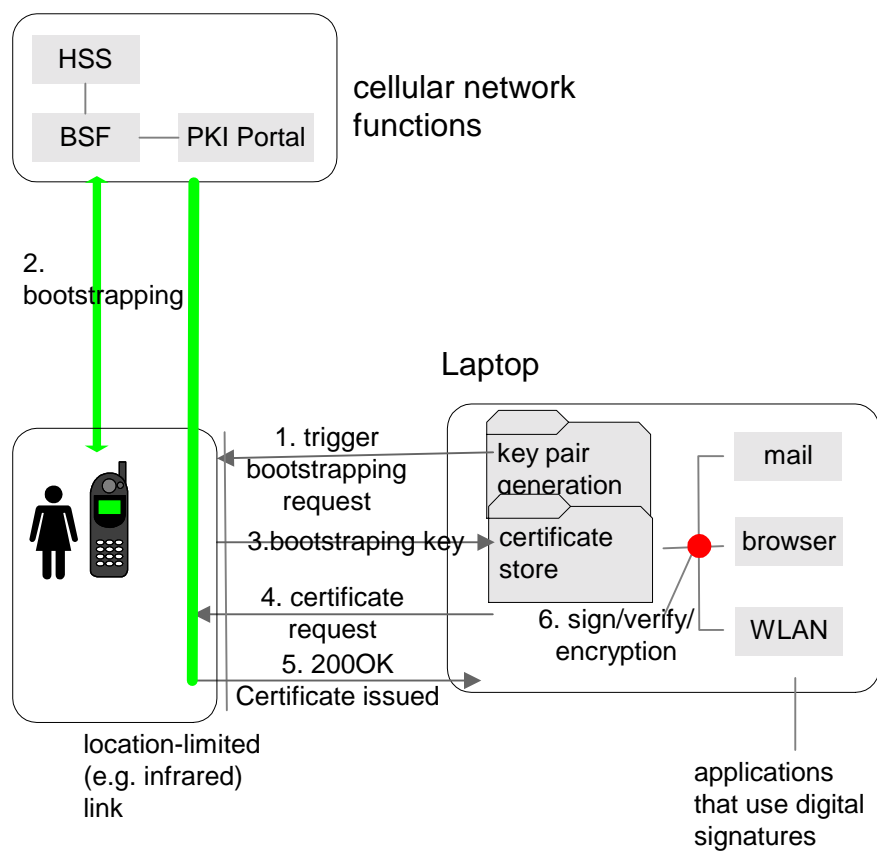 HSS
BSF
PKI Portal
cellular network
functions
2.
bootstrapping
Laptop
1. trigger
bootstrapping
request
key pair
generation
mail
3.bootstraping key
certificate
store
browser
4. certificate
request
6. sign/verify/
encryption
WLAN
5. 200OK
Certificate issued
location-limited
(e.g. infrared)
link
applications
that use digital
signatures